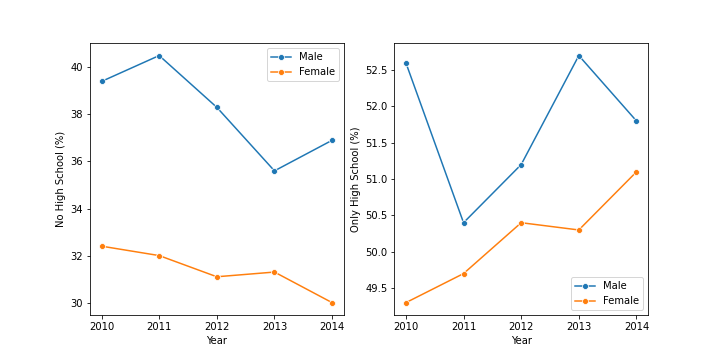 No High School (%)
40
38
36
34
32
30
2010 2011 2012 2013 2014
Year
Male
Female
Only High School (%)
52.5
52.0
51.5
51.0
50.5
50.0
49.5
2010 2011 2012 2013 2014
Year
Male
Female